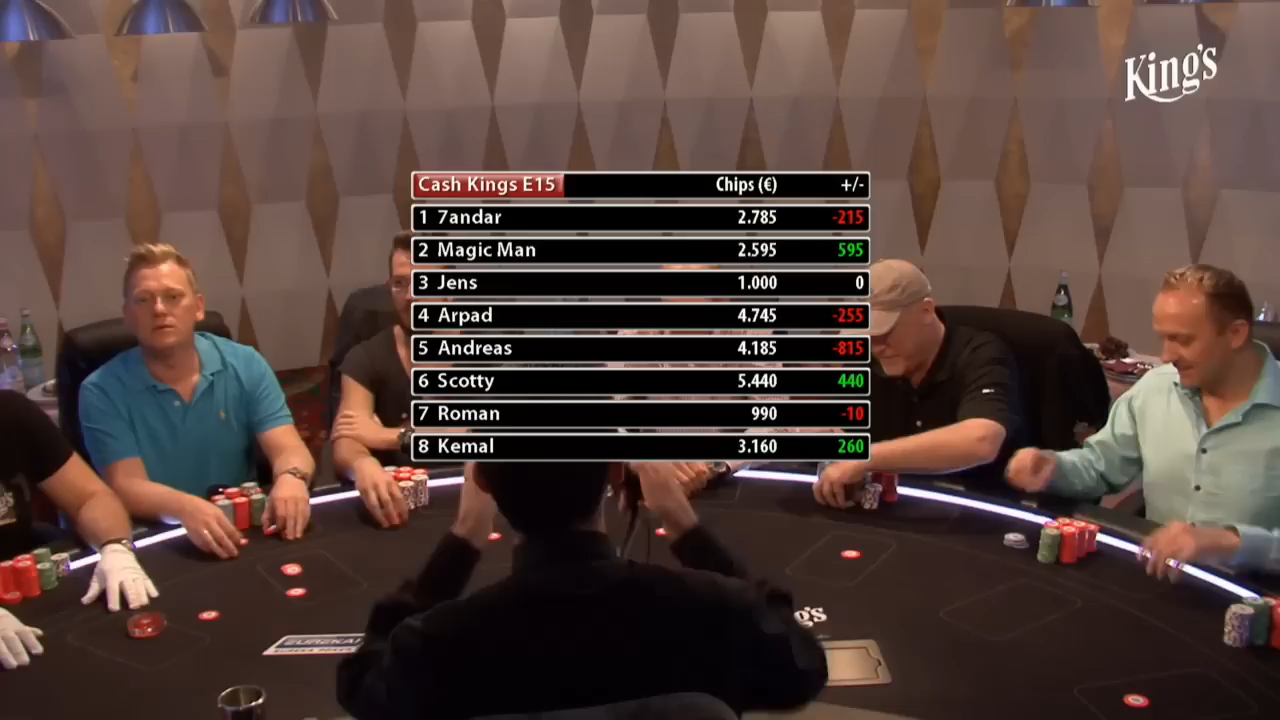 King's
Cash Kings E15 Chips (€) +/-
1 7andar 2.785 -215
2 Magic Man 2.595 595
3 Jens 1.000 0
4 Arpad 4.745 -255
5 Andreas 4.185 -815
6 Scotty 5.440 440
7 Roman 990 -10
8 Kemal 3.160 260
g's
EUREKA!